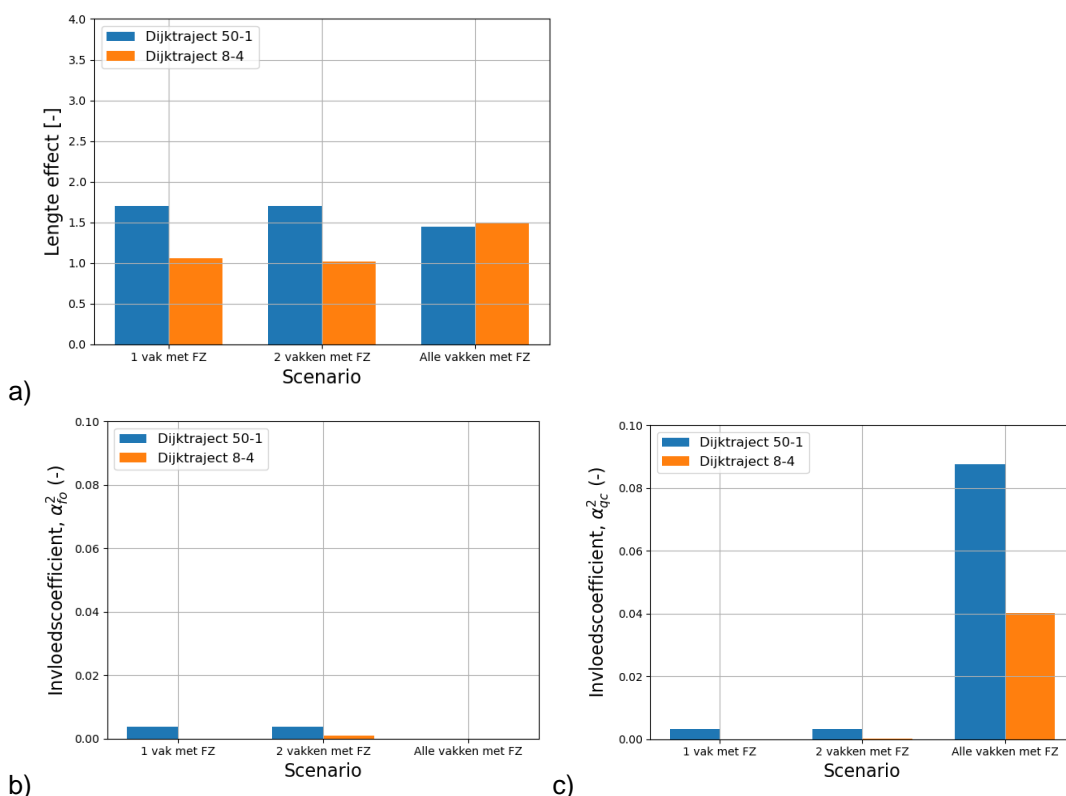 4.0
3.5
3.0
2.5
2.0
1.5
1.0
0.5
0.0
Lengte effect [-]
Dijktraject 50-1
Dijktraject 8-4
1 vak met FZ
2 vakken met FZ
Alle vakken met FZ
Scenario
a)
0.10
0.08
0.06
0.04
0.02
0.00
Invloedscoefficient, α²fo (-)
Dijktraject 50-1
Dijktraject 8-4
1 vak met FZ
2 vakken met FZ
Alle vakken met FZ
Scenario
b)
0.10
0.08
0.06
0.04
0.02
0.00
Invloedscoefficient, α²qc (-)
Dijktraject 50-1
Dijktraject 8-4
1 vak met FZ
2 vakken met FZ
Alle vakken met FZ
Scenario
c)